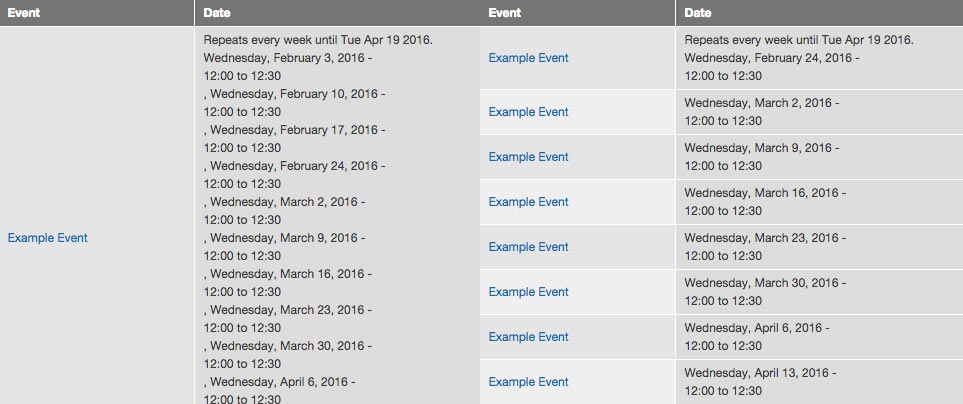 Event
Date
Repeats every week until Tue Apr 19 2016.
Wednesday, February 3, 2016 -
12:00 to 12:30
, Wednesday, February 10, 2016 -
12:00 to 12:30
, Wednesday, February 17, 2016 -
12:00 to 12:30
, Wednesday, February 24, 2016 -
12:00 to 12:30
, Wednesday, March 2, 2016 -
12:00 to 12:30
Example Event
, Wednesday, March 9, 2016 -
12:00 to 12:30
, Wednesday, March 16, 2016 -
12:00 to 12:30
, Wednesday, March 23, 2016 -
12:00 to 12:30
, Wednesday, March 30, 2016 -
12:00 to 12:30
, Wednesday, April 6, 2016 -
12:00 to 12:30
Event
Date
Example Event
Repeats every week until Tue Apr 19 2016.
Wednesday, February 24, 2016 -
12:00 to 12:30
Example Event
Wednesday, March 2, 2016 -
12:00 to 12:30
Example Event
Wednesday, March 9, 2016 -
12:00 to 12:30
Example Event
Wednesday, March 16, 2016 -
12:00 to 12:30
Example Event
Wednesday, March 23, 2016 -
12:00 to 12:30
Example Event
Wednesday, March 30, 2016 -
12:00 to 12:30
Example Event
Wednesday, April 6, 2016 -
12:00 to 12:30
Example Event
Wednesday, April 13, 2016 -
12:00 to 12:30